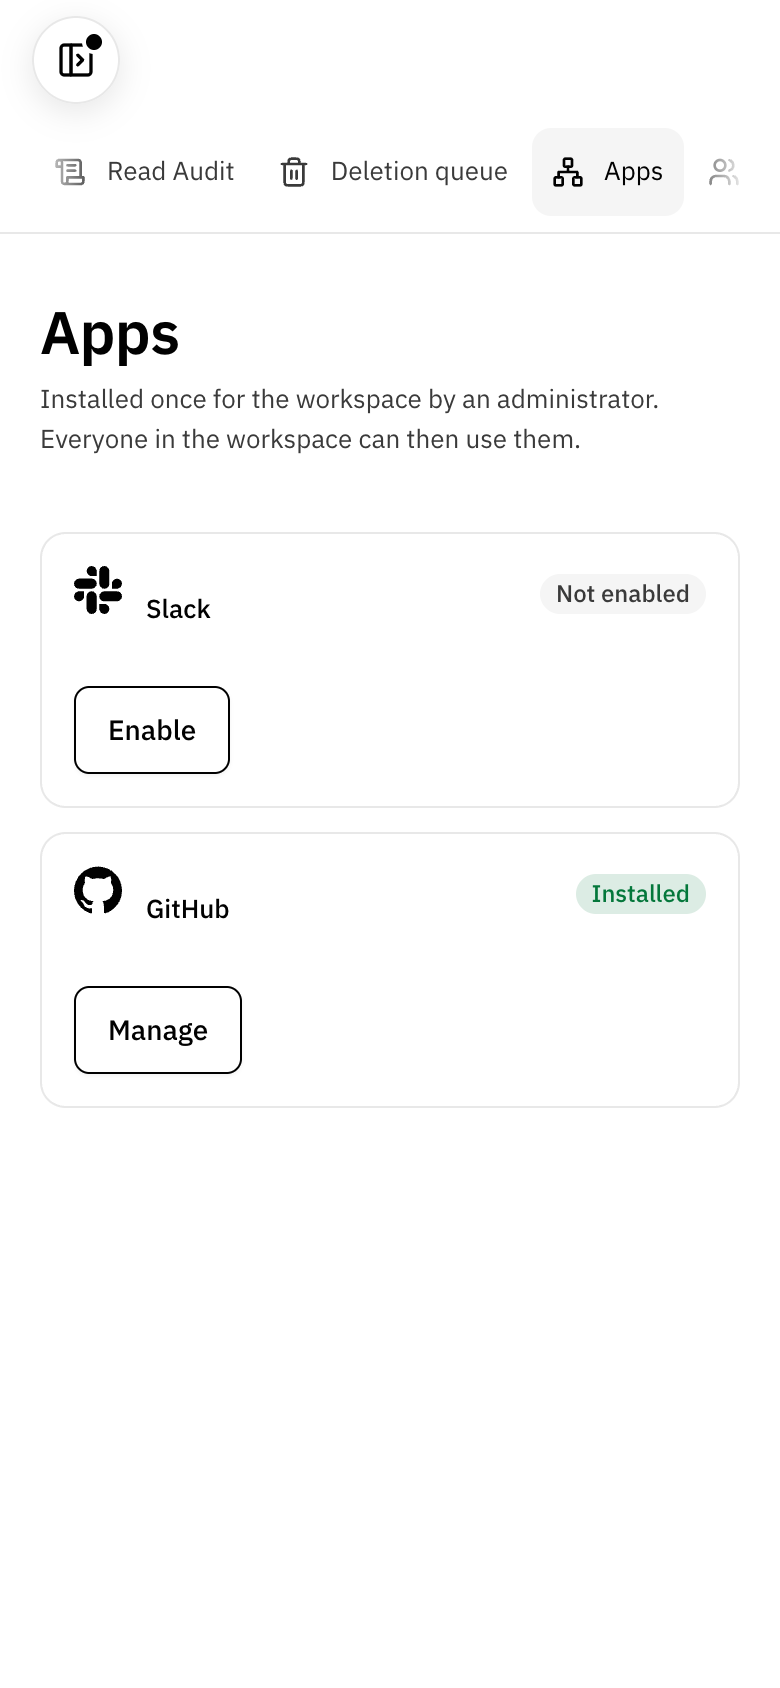 Read Audit
Deletion queue
Apps
Apps
Installed once for the workspace by an administrator.
Everyone in the workspace can then use them.
Slack
Not enabled
Enable
GitHub
Installed
Manage